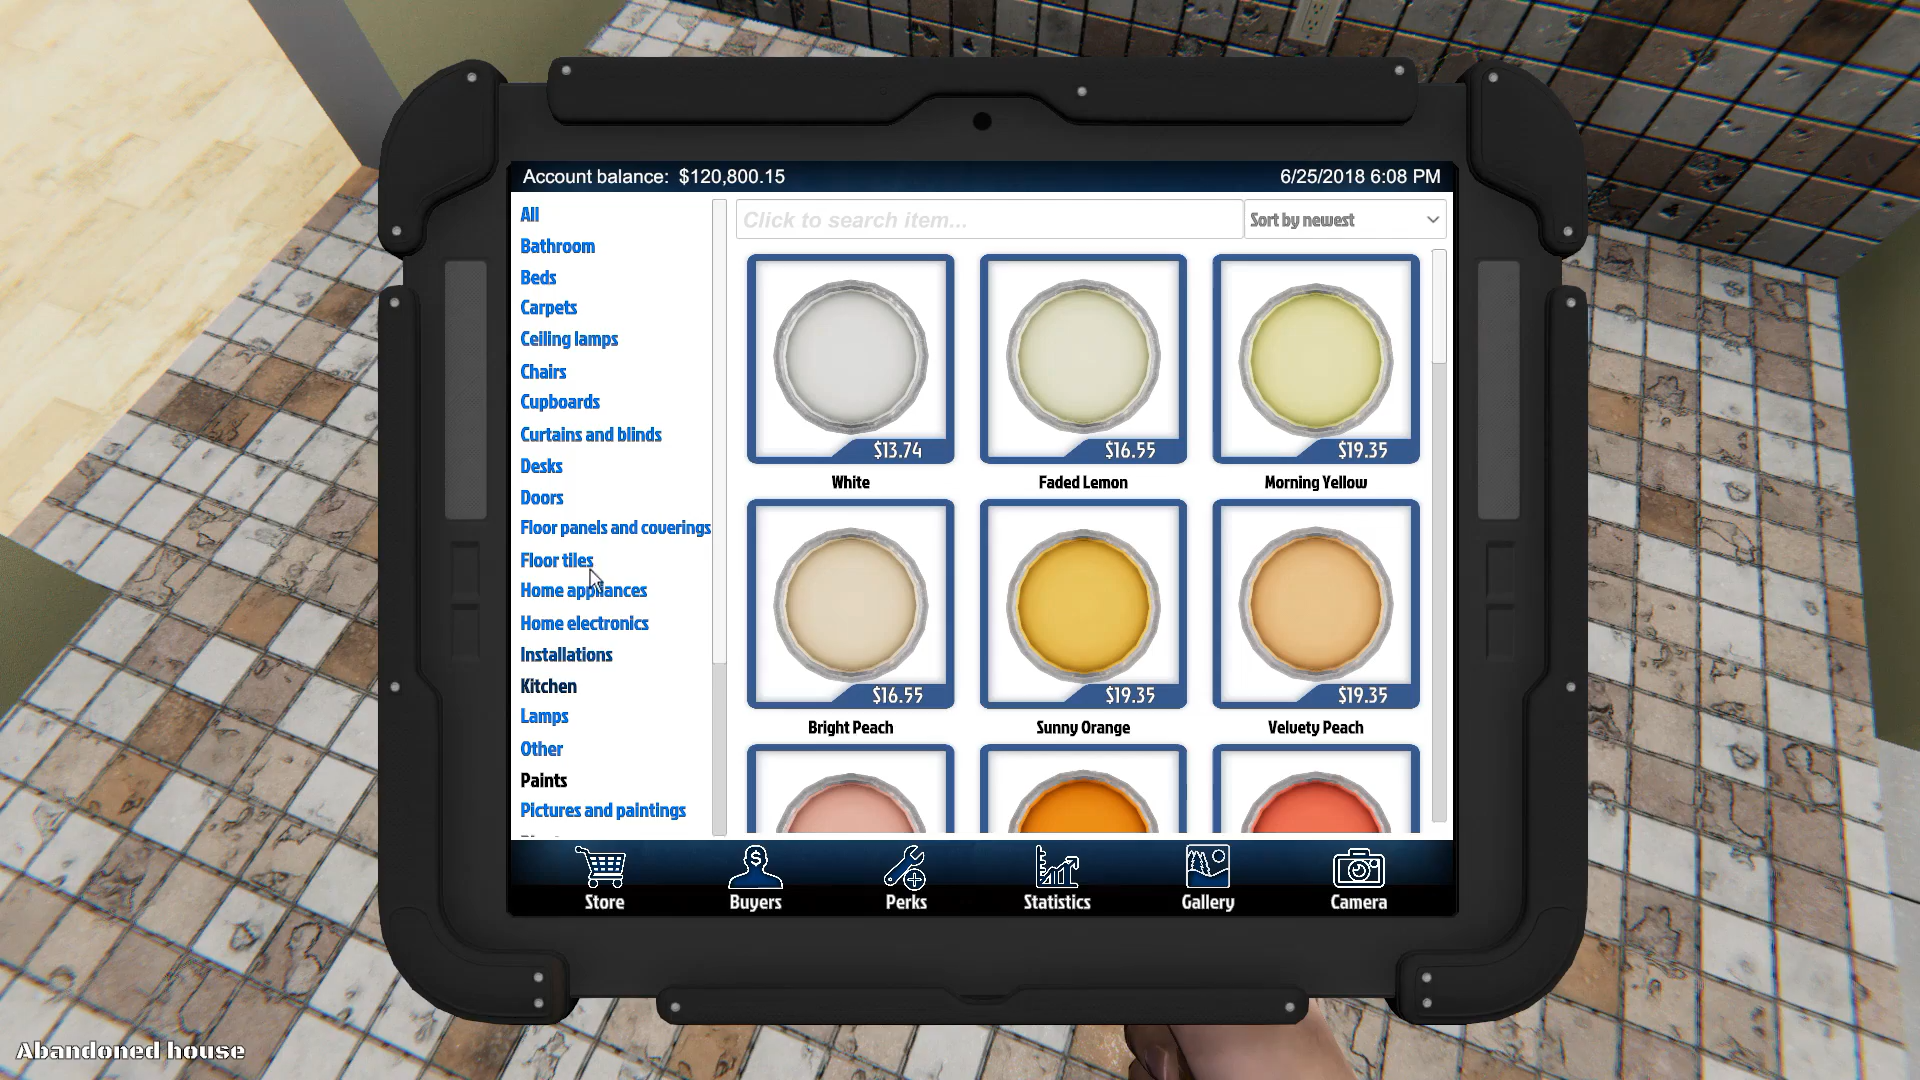 Account balance: $120,800.15
6/25/2018 6:08 PM
All
Bathroom
Beds
Carpets
Ceiling lamps
Chairs
Cupboards
Curtains and blinds
Desks
Doors
Floor panels and coverings
Floor tiles
Home appliances
Home electronics
Installations
Kitchen
Lamps
Other
Paints
Pictures and paintings
Click to search item...
Sort by newest
$13.74
$16.55
$19.35
White
Faded Lemon
Morning Yellow
$16.55
$19.35
$19.35
Bright Peach
Sunny Orange
Velvety Peach
Store
Buyers
Perks
Statistics
Gallery
Camera
Abandoned house